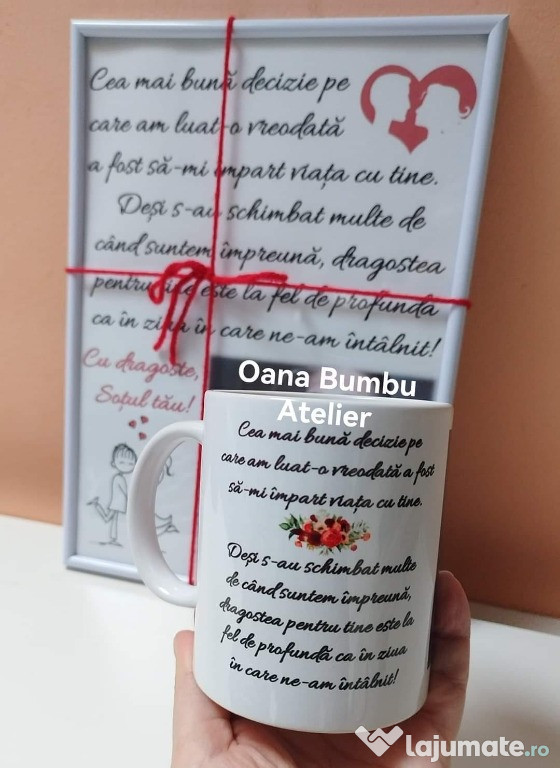 Cea mai bună decizie pe
care am luat-o vreodată
a fost să-mi împart viața cu tine.
Deși s-au schimbat multe de
când suntem împreună, dragostea
pentru tine este la fel de profundă
ca în ziua în care ne-am întâlnit!
Cu dragoste,
Soțul tău!
Oana Bumbu
Atelier
Cea mai bună decizie pe
care am luat-o vreodată a fost
să-mi împart viața cu tine.
Deși s-au schimbat multe
de când suntem împreună,
dragostea pentru tine este la
fel de profundă ca în ziua
în care ne-am întâlnit!
lajumate.ro